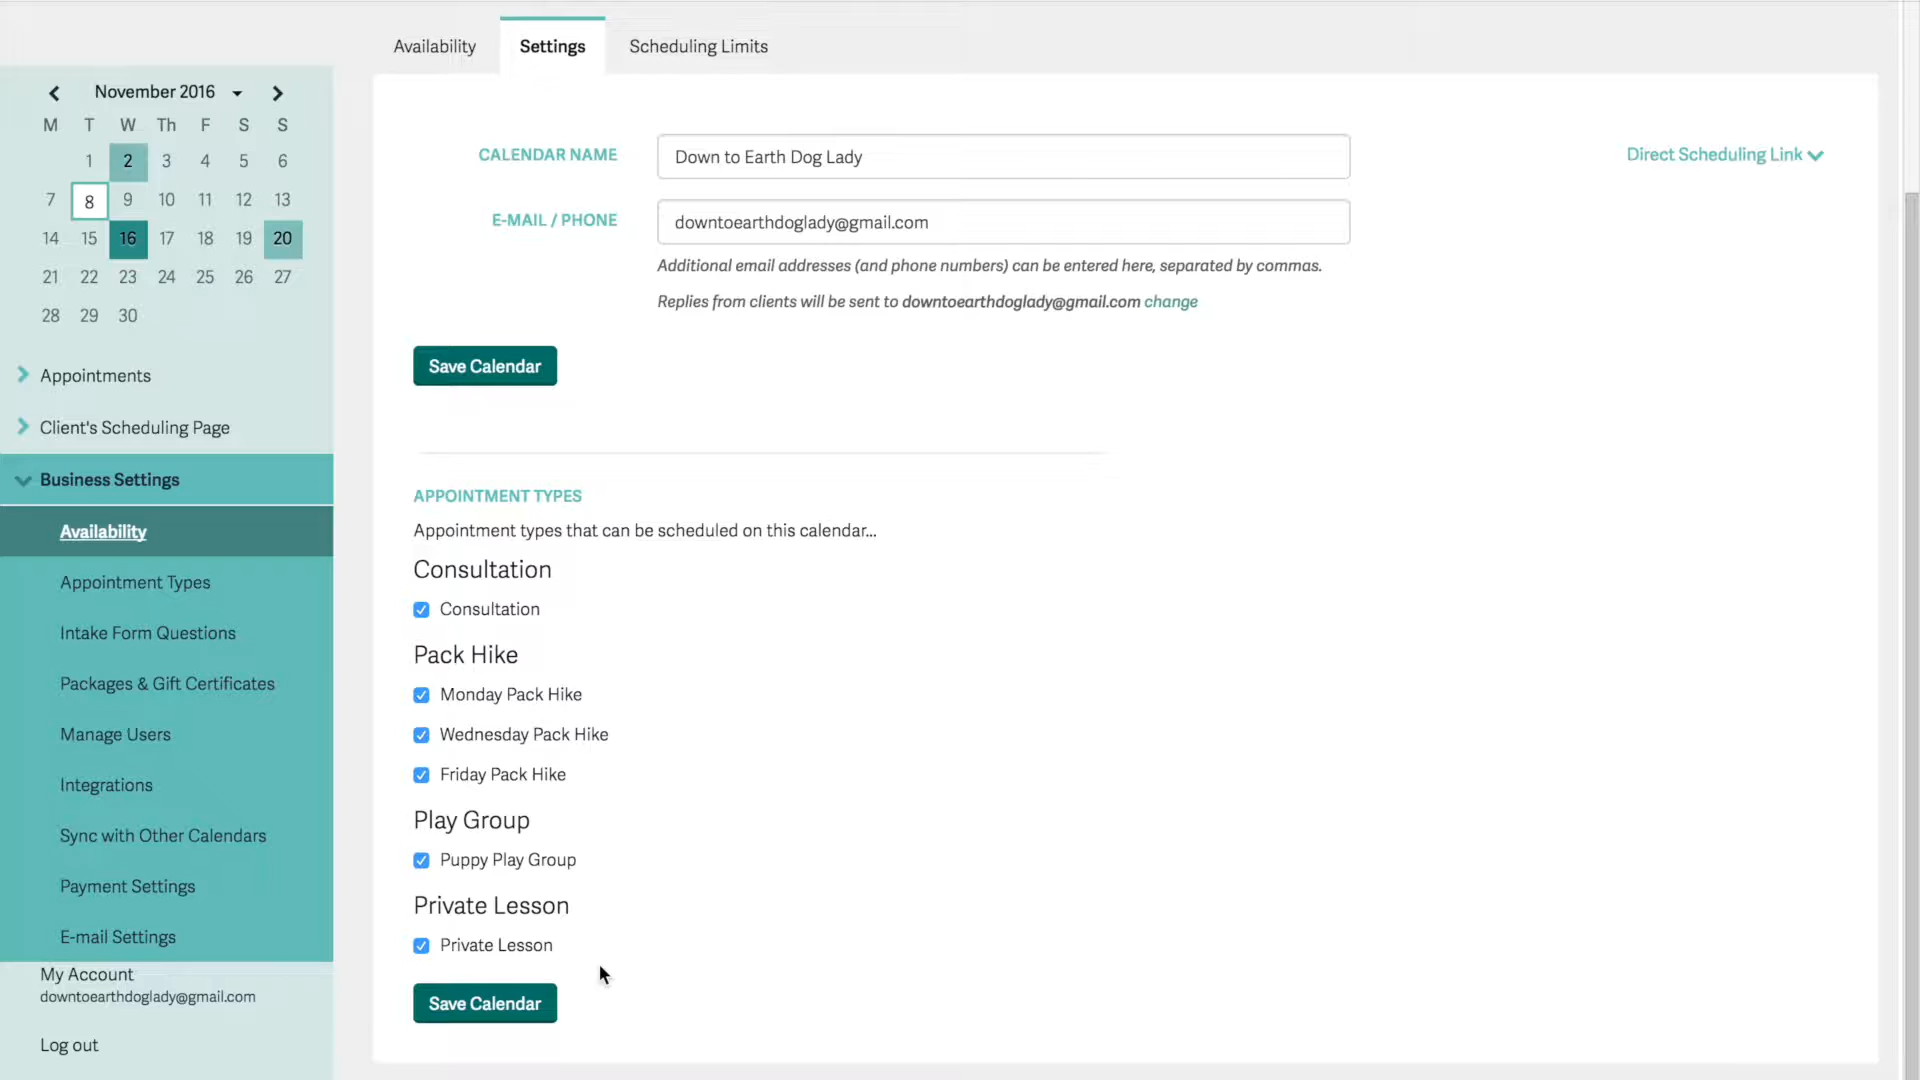 Availability Settings Scheduling Limits
November 2016
M T W Th F S S
1 2 3 4 5 6
7 8 9 10 11 12 13
14 15 16 17 18 19 20
21 22 23 24 25 26 27
28 29 30
Appointments
Client's Scheduling Page
Business Settings
Availability
Appointment Types
Intake Form Questions
Packages & Gift Certificates
Manage Users
Integrations
Sync with Other Calendars
Payment Settings
E-mail Settings
My Account
downtoearthdoglady@gmail.com
Log out
CALENDAR NAME Down to Earth Dog Lady
Direct Scheduling Link
E-MAIL / PHONE downtoearthdoglady@gmail.com
Additional email addresses (and phone numbers) can be entered here, separated by commas.
Replies from clients will be sent to downtoearthdoglady@gmail.com change
Save Calendar
APPOINTMENT TYPES
Appointment types that can be scheduled on this calendar...
Consultation
Consultation
Pack Hike
Monday Pack Hike
Wednesday Pack Hike
Friday Pack Hike
Play Group
Puppy Play Group
Private Lesson
Private Lesson
Save Calendar